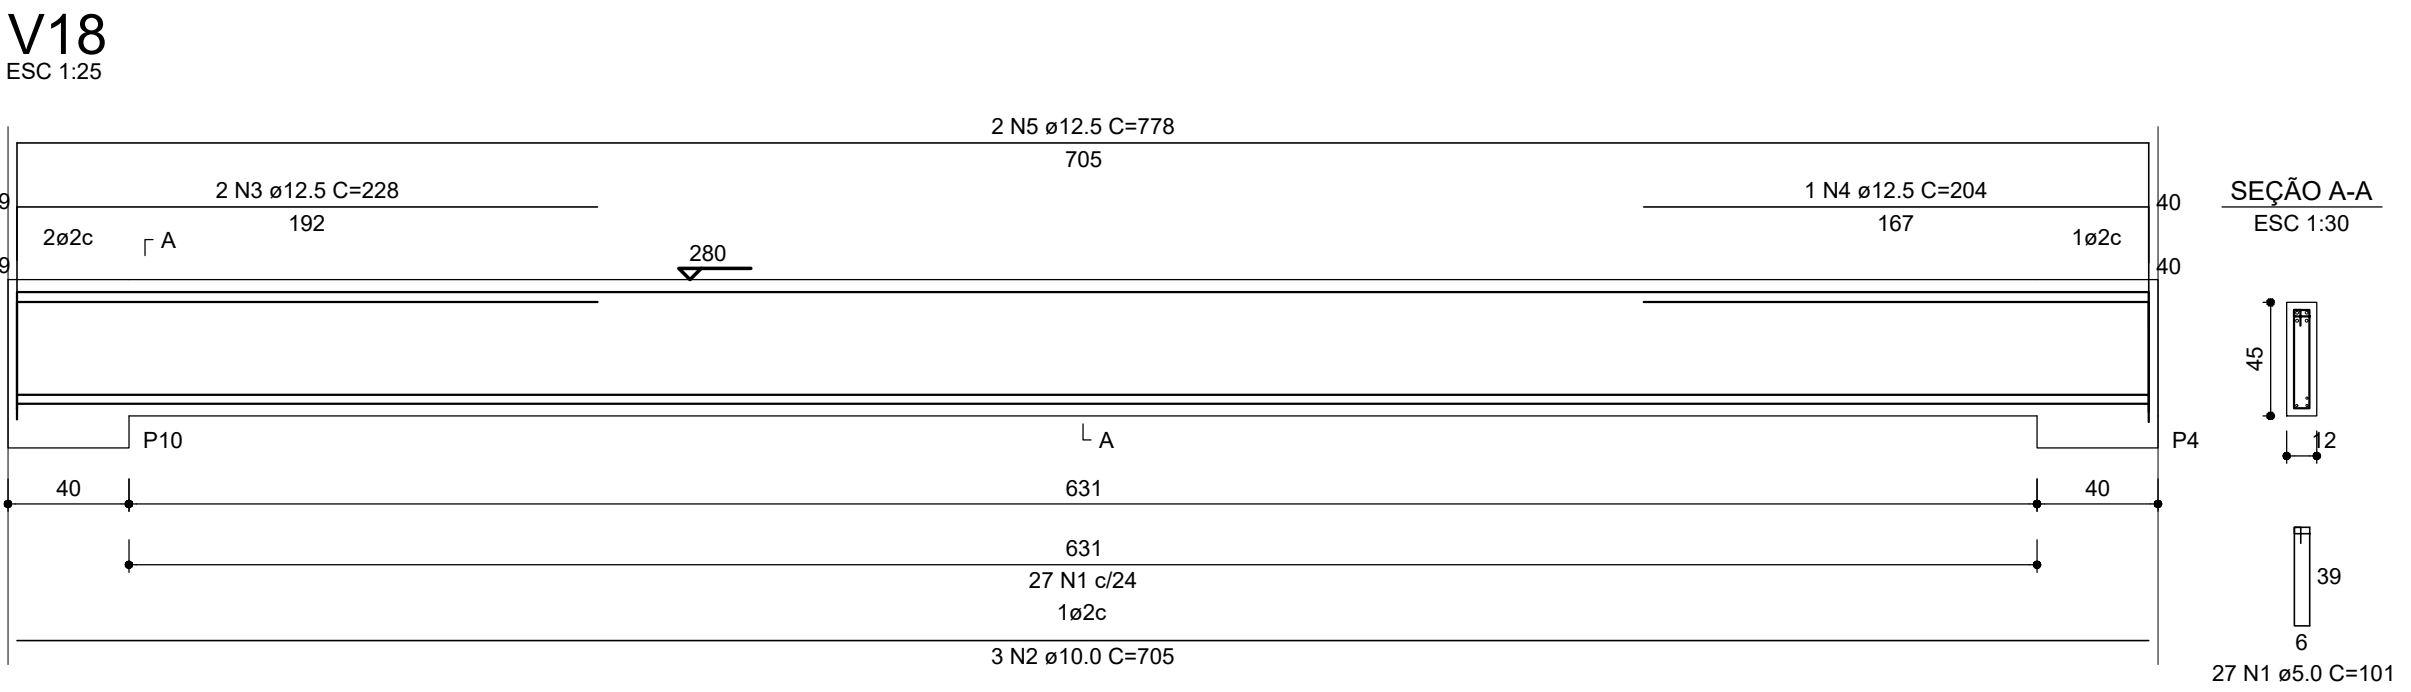 V18
ESC 1:25
2 N5 ø12.5 C=778
705
2 N3 ø12.5 C=228
192
1 N4 ø12.5 C=204
167
9
40
SEÇÃO A-A
ESC 1:30
2ø2c
A
1ø2c
280
9
40
45
12
P10
A
P4
40
631
40
631
27 N1 c/24
1ø2c
3 N2 ø10.0 C=705
39
6
27 N1 ø5.0 C=101